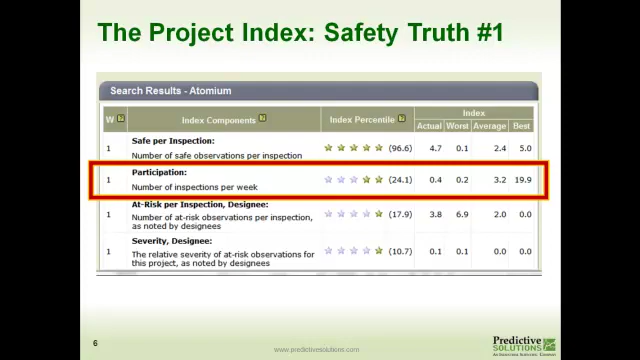 The Project Index: Safety Truth #1
Search Results - Atomium
W ? Index Components ? Index Percentile ? Index
Actual Worst Average Best
1 Safe per Inspection: (96.6) 4.7 0.1 2.4 5.0
Number of safe observations per inspection
1 Participation: (24.1) 0.4 0.2 3.2 19.9
Number of inspections per week
1 At-Risk per Inspection, Designee: (17.9) 3.8 6.9 2.0 0.0
Number of at-risk observations per inspection,
as noted by designees
1 Severity, Designee: (10.7) 0.1 0.1 0.0 0.0
The relative severity of at-risk observations for
this project, as noted by designees
6
www.predictivesolutions.com
Predictive
SOLUTIONS
An Industrial Scientific Company